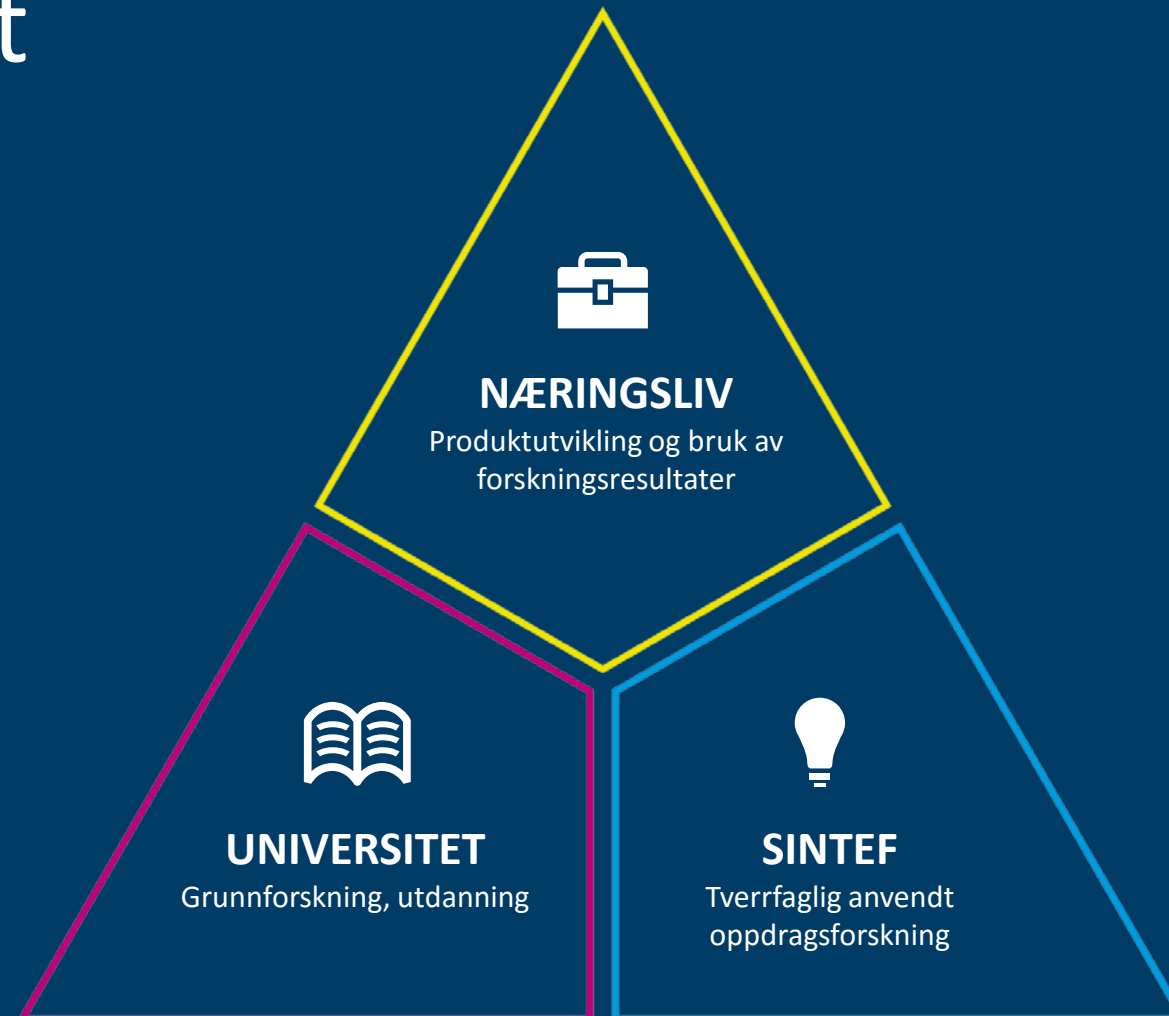 t
NÆRINGSLIV
Produktutvikling og bruk av
forskningsresultater
UNIVERSITET
Grunnforskning, utdanning
SINTEF
Tverrfaglig anvendt
oppdragsforskning